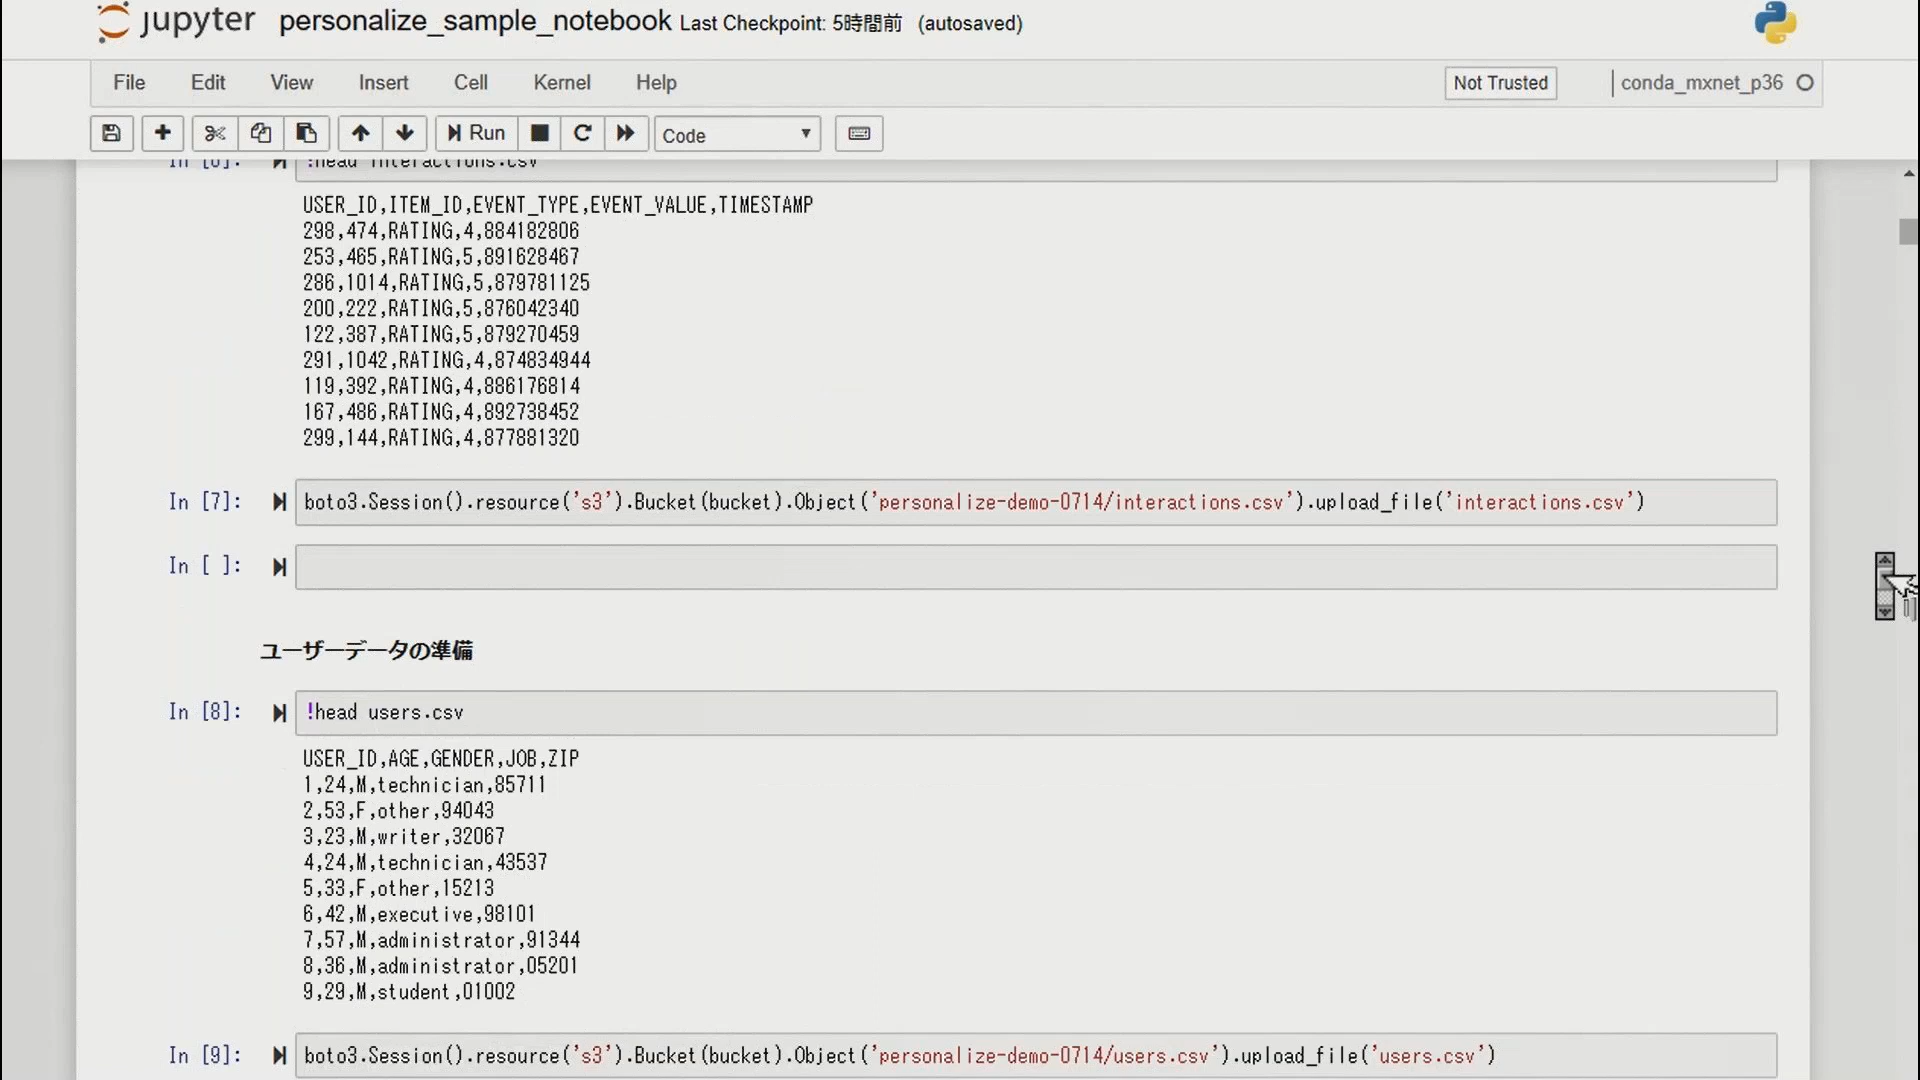 jupyter personalize_sample_notebook Last Checkpoint: 5時間前 (autosaved)
File Edit View Insert Cell Kernel Help Not Trusted conda_mxnet_p36
Run Code
In [6]: !head interactions.csv
USER_ID,ITEM_ID,EVENT_TYPE,EVENT_VALUE,TIMESTAMP
298,474,RATING,4,884182806
253,465,RATING,5,891628467
286,1014,RATING,5,879781125
200,222,RATING,5,876042340
122,387,RATING,5,879270459
291,1042,RATING,4,874834944
119,392,RATING,4,886176814
167,486,RATING,4,892738452
299,144,RATING,4,877881320
In [7]: boto3.Session().resource('s3').Bucket(bucket).Object('personalize-demo-0714/interactions.csv').upload_file('interactions.csv')
In [ ]:
ユーザーデータの準備
In [8]: !head users.csv
USER_ID,AGE,GENDER,JOB,ZIP
1,24,M,technician,85711
2,53,F,other,94043
3,23,M,writer,32067
4,24,M,technician,43537
5,33,F,other,15213
6,42,M,executive,98101
7,57,M,administrator,91344
8,36,M,administrator,05201
9,29,M,student,01002
In [9]: boto3.Session().resource('s3').Bucket(bucket).Object('personalize-demo-0714/users.csv').upload_file('users.csv')